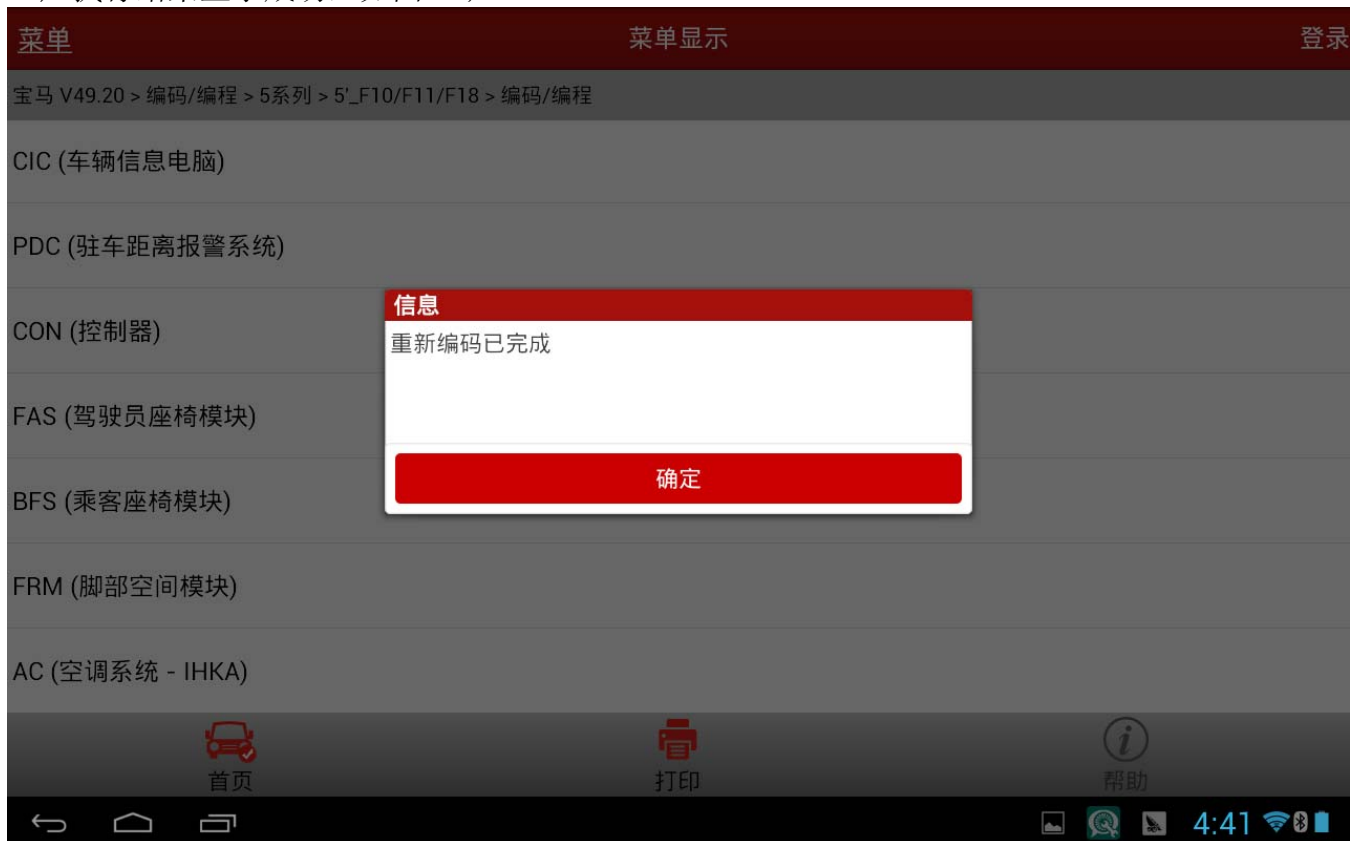 菜单
菜单显示
登录
宝马 V49.20 > 编码/编程 > 5系列 > 5'_F10/F11/F18 > 编码/编程
CIC (车辆信息电脑)
PDC (驻车距离报警系统)
信息
CON (控制器)
重新编码已完成
FAS (驾驶员座椅模块)
确定
BFS (乘客座椅模块)
FRM (脚部空间模块)
AC (空调系统 - IHKA)
首页
打印
帮助
4:41